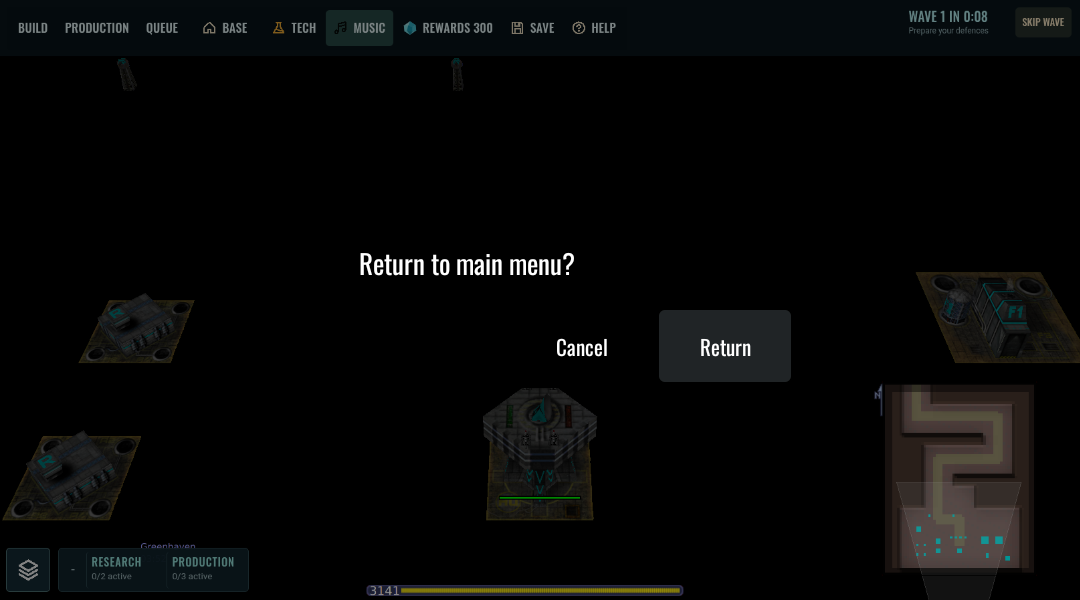 BUILD PRODUCTION QUEUE BASE TECH MUSIC REWARDS 300 SAVE HELP
WAVE 1 IN 0:08
Prepare your defences
SKIP WAVE
Return to main menu?
Cancel Return
F1
N
Greenhaven
- RESEARCH PRODUCTION
0/2 active 0/3 active
3141